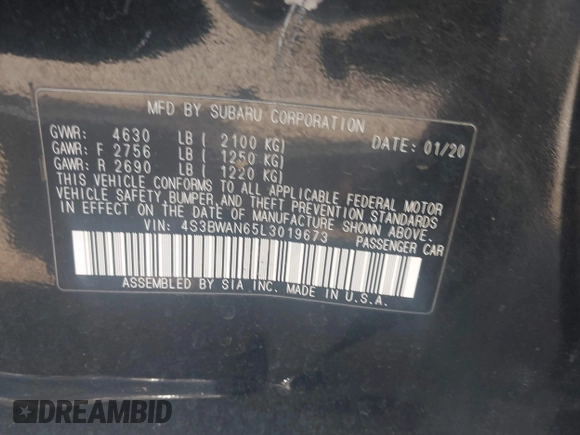 MFD BY SUBARU CORPORATION
GVWR: 4630 LB ( 2100 KG) DATE: 01/20
GAWR: F 2756 LB ( 1250 KG)
GAWR: R 2690 LB ( 1220 KG)
THIS VEHICLE CONFORMS TO ALL APPLICABLE FEDERAL MOTOR
VEHICLE SAFETY, BUMPER, AND THEFT PREVENTION STANDARDS
IN EFFECT ON THE DATE OF MANUFACTURE SHOWN ABOVE.
VIN: 4S3BWAN65L3019673 PASSENGER CAR
ASSEMBLED BY SIA INC. MADE IN U.S.A.
DREAMBID